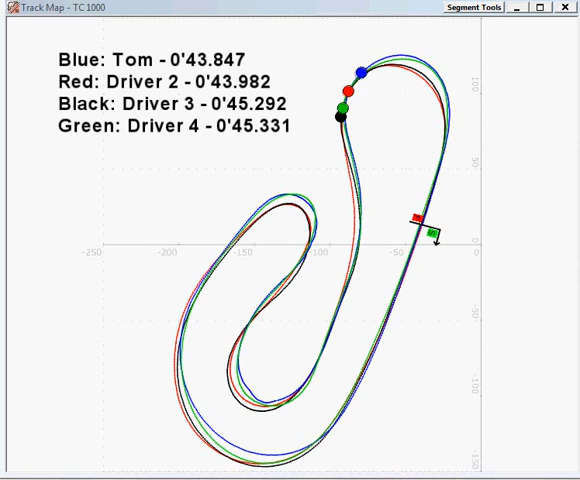 Track Map - TC 1000
Segment Tools
Blue: Tom - 0'43.847
Red: Driver 2 - 0'43.982
Black: Driver 3 - 0'45.292
Green: Driver 4 - 0'45.331
100
50
-250
-200
-150
-100
-50
0
0
-50
-100
-150